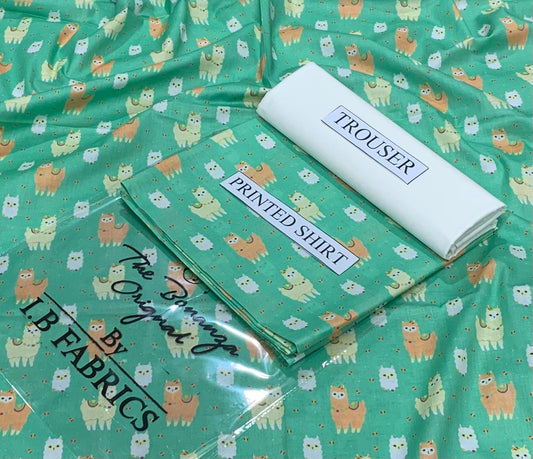 TROUSER
PRINTED SHIRT
The Bonanza
Original
By
I.B FABRICS